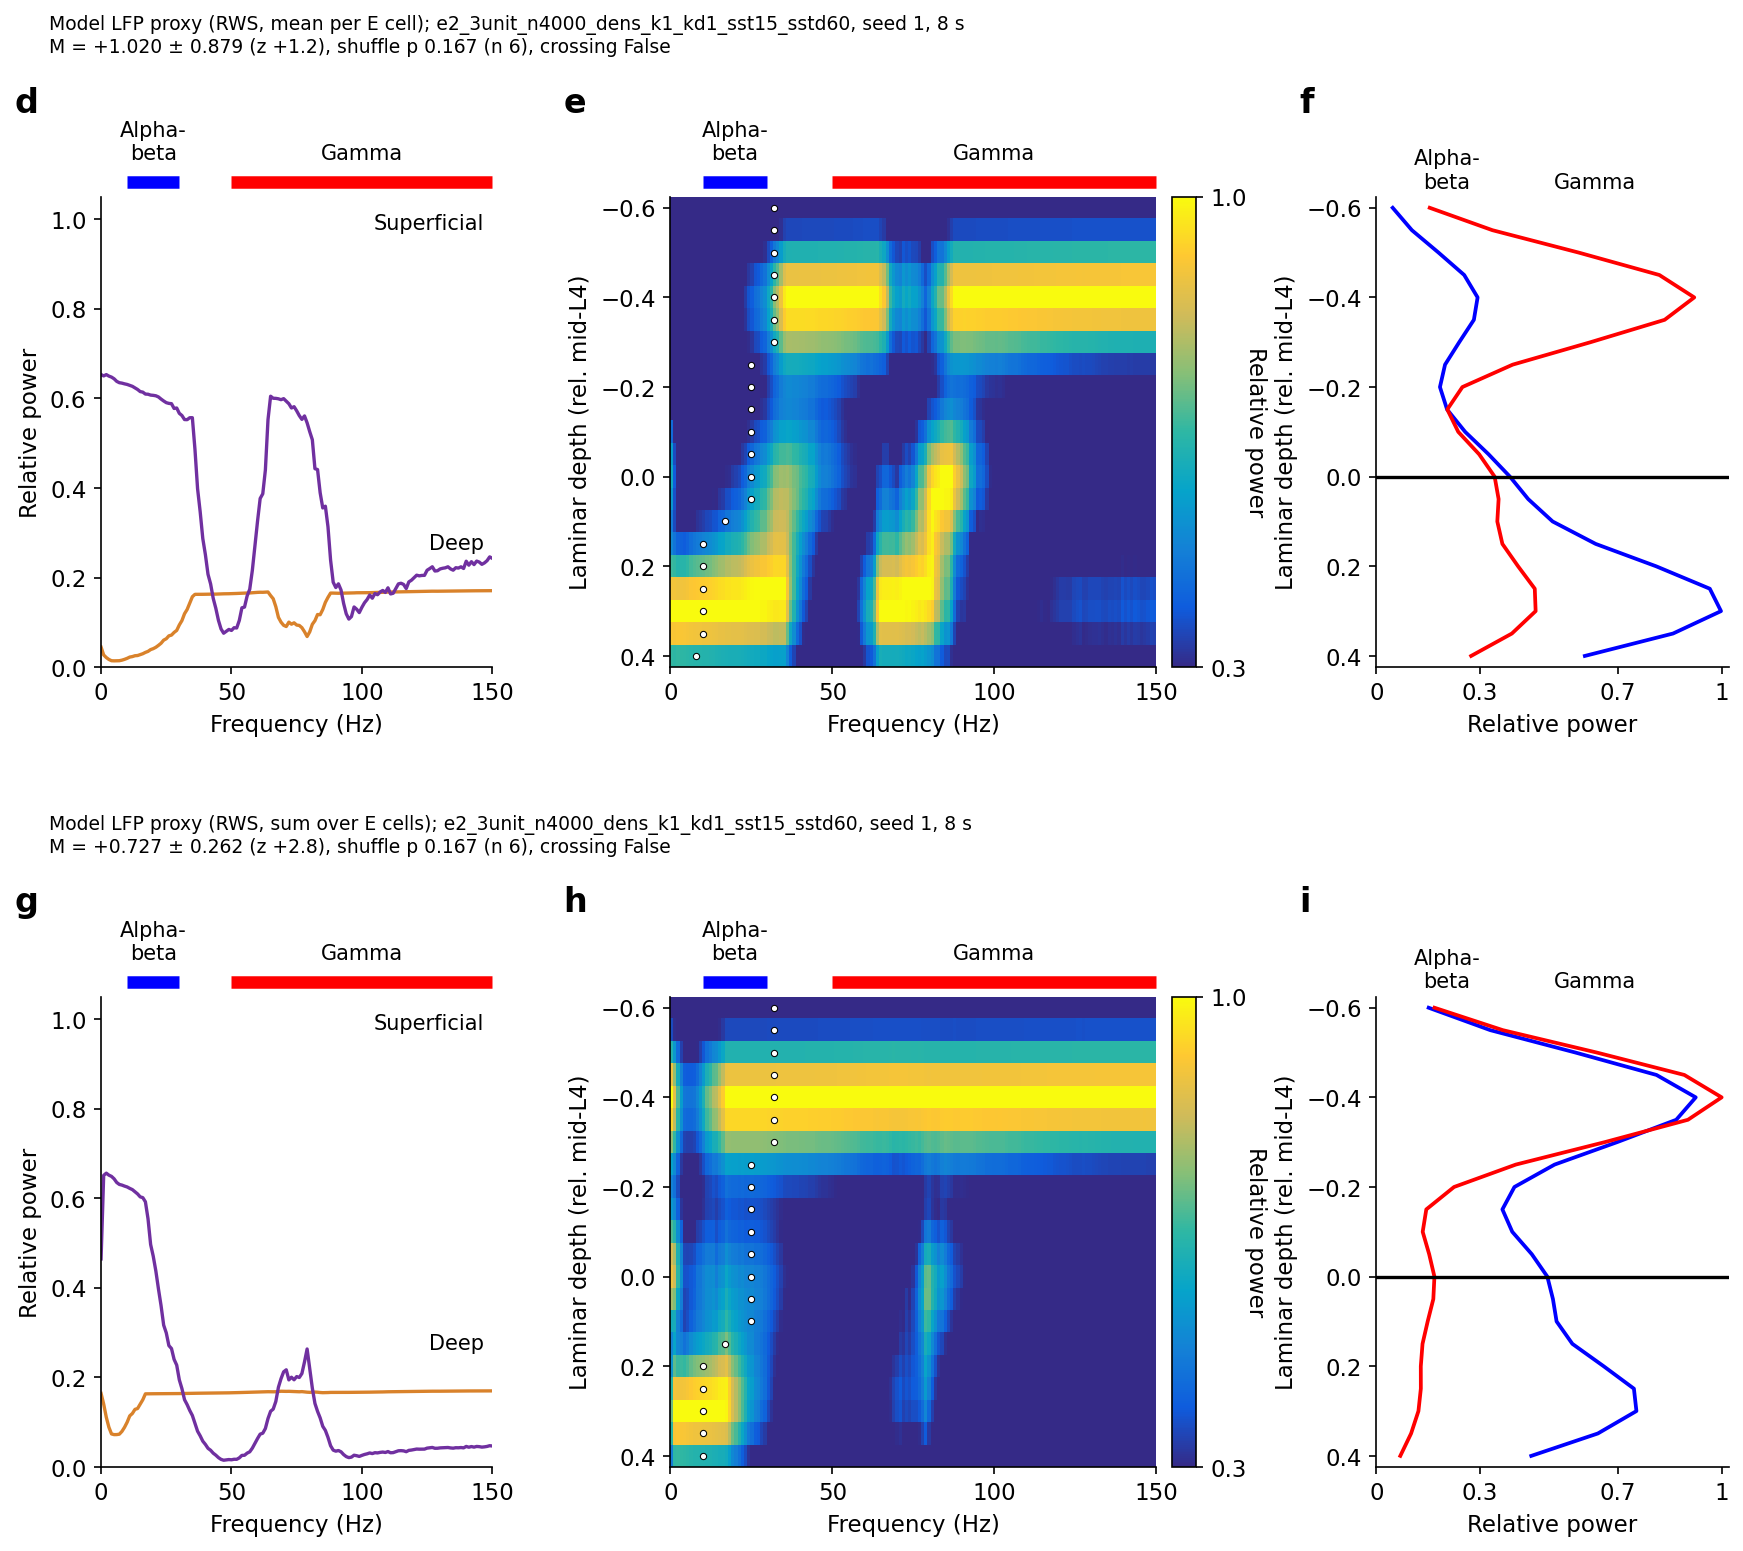 Model LFP proxy (RWS, mean per E cell); e2_3unit_n4000_dens_k1_kd1_sst15_sstd60, seed 1, 8 s
M = +1.020 ± 0.879 (z +1.2), shuffle p 0.167 (n 6), crossing False
d
Alpha-
beta
Gamma
Superficial
Deep
Relative power
1.0
0.8
0.6
0.4
0.2
0.0
0
50
100
150
Frequency (Hz)
e
Alpha-
beta
Gamma
Laminar depth (rel. mid-L4)
−0.6
−0.4
−0.2
0.0
0.2
0.4
0
50
100
150
Frequency (Hz)
1.0
0.3
Relative power
f
Alpha-
beta
Gamma
Laminar depth (rel. mid-L4)
−0.6
−0.4
−0.2
0.0
0.2
0.4
0
0.3
0.7
1
Relative power
Model LFP proxy (RWS, sum over E cells); e2_3unit_n4000_dens_k1_kd1_sst15_sstd60, seed 1, 8 s
M = +0.727 ± 0.262 (z +2.8), shuffle p 0.167 (n 6), crossing False
g
Alpha-
beta
Gamma
Superficial
Deep
Relative power
1.0
0.8
0.6
0.4
0.2
0.0
0
50
100
150
Frequency (Hz)
h
Alpha-
beta
Gamma
Laminar depth (rel. mid-L4)
−0.6
−0.4
−0.2
0.0
0.2
0.4
0
50
100
150
Frequency (Hz)
1.0
0.3
Relative power
i
Alpha-
beta
Gamma
Laminar depth (rel. mid-L4)
−0.6
−0.4
−0.2
0.0
0.2
0.4
0
0.3
0.7
1
Relative power